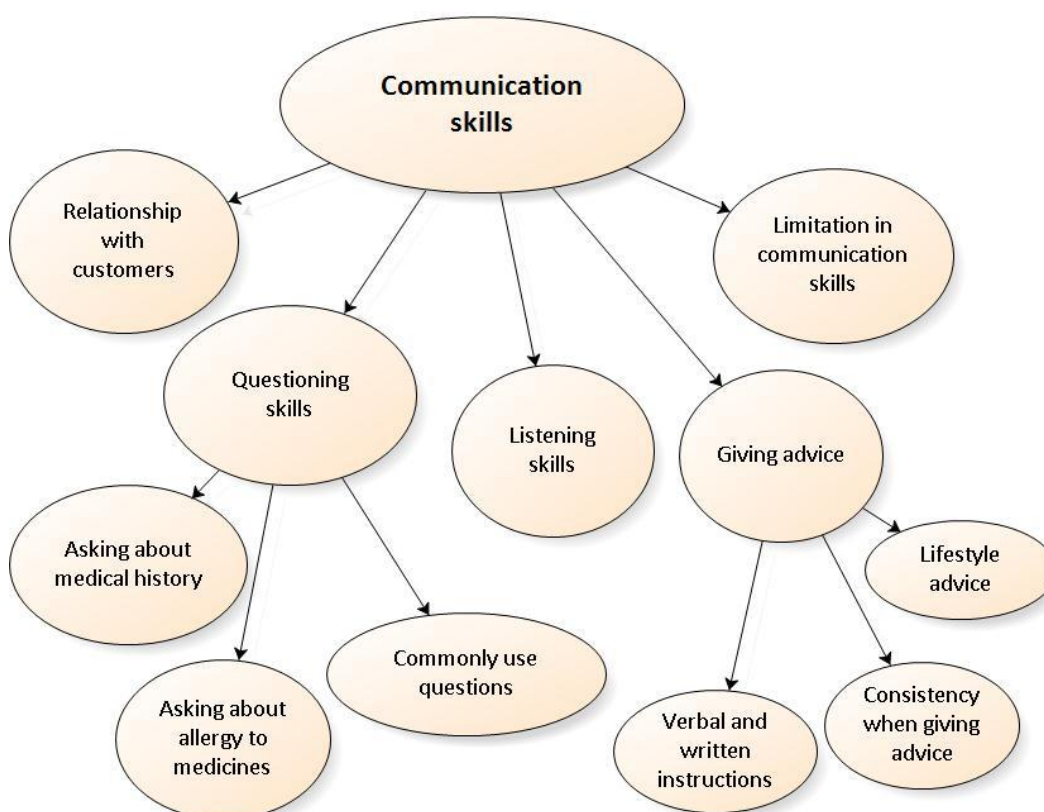 Communication
skills
Relationship
with
customers
Limitation in
communication
skills
Questioning
skills
Listening
skills
Giving advice
Asking about
medical history
Lifestyle
advice
Commonly use
questions
Asking about
allergy to
medicines
Verbal and
written
instructions
Consistency
when giving
advice